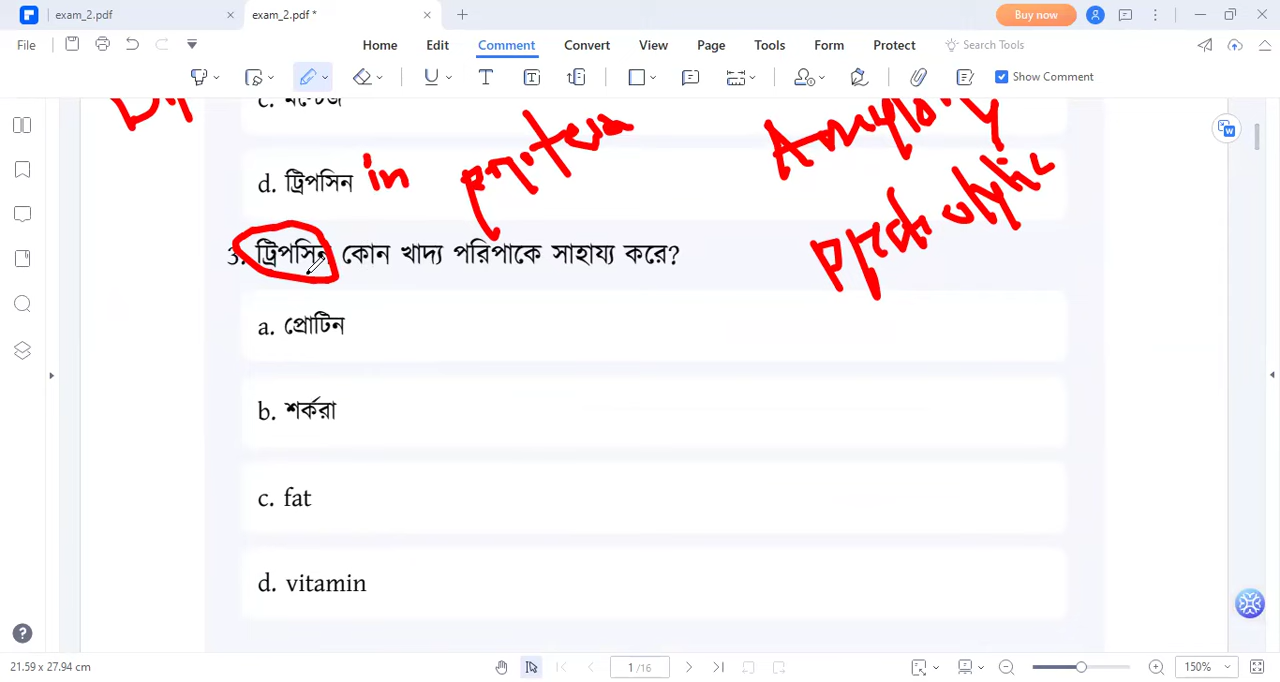 exam_2.pdf
exam_2.pdf *
Buy now
File
Home Edit Comment Convert View Page Tools Form Protect Search Tools
Show Comment
c.
d. ট্রিপসিন in
3. ট্রিপসিন কোন খাদ্য পরিপাকে সাহায্য করে?
a. প্রোটিন
b. শর্করা
c. fat
d. vitamin
21.59 x 27.94 cm
1 /16
150%